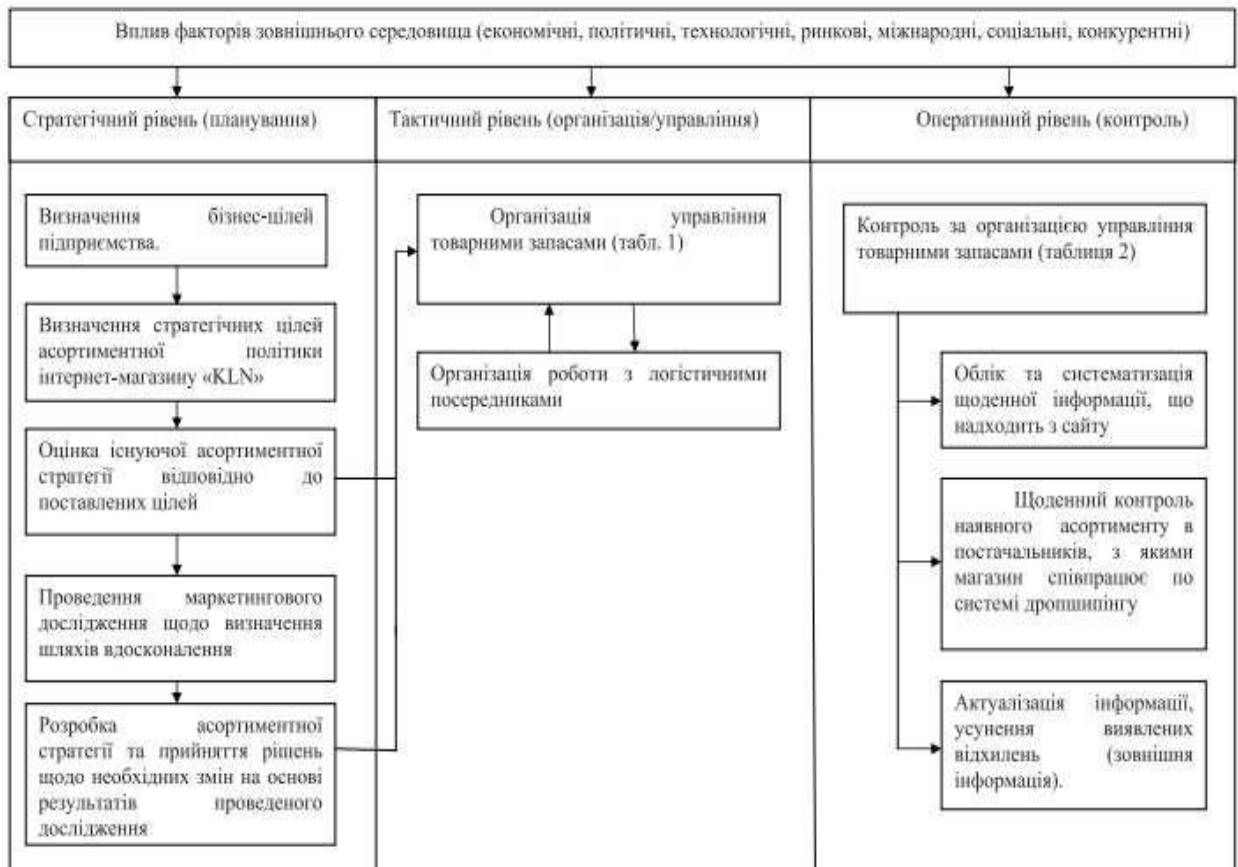 Вплив факторів зовнішнього середовища (економічні, політичні, технологічні, ринкові, міжнародні, соціальні, конкурентні)
Стратегічний рівень (планування)
Тактичний рівень (організація/управління)
Оперативний рівень (контроль)
Визначення бізнес-цілей
підприємства.
Визначення стратегічних цілей
асортиментної політики
інтернет-магазину «KLN»
Оцінка існуючої асортиментної
стратегії відповідно до
поставлених цілей
Проведення маркетингового
дослідження щодо визначення
шляхів вдосконалення
Розробка асортиментної
стратегії та прийняття рішень
щодо необхідних змін на основі
результатів проведеного
дослідження
Організація управління
товарними запасами (табл. 1)
Організація роботи з логістичними
посередниками
Контроль за організацією управління
товарними запасами (таблиця 2)
Облік та систематизація
щоденної інформації, що
надходить з сайту
Щоденний контроль
наявного асортименту в
постачальників, з якими
магазин співпрацює по
системі дропшипінгу
Актуалізація інформації,
усунення виявлених
відхилень (зовнішня
інформація).